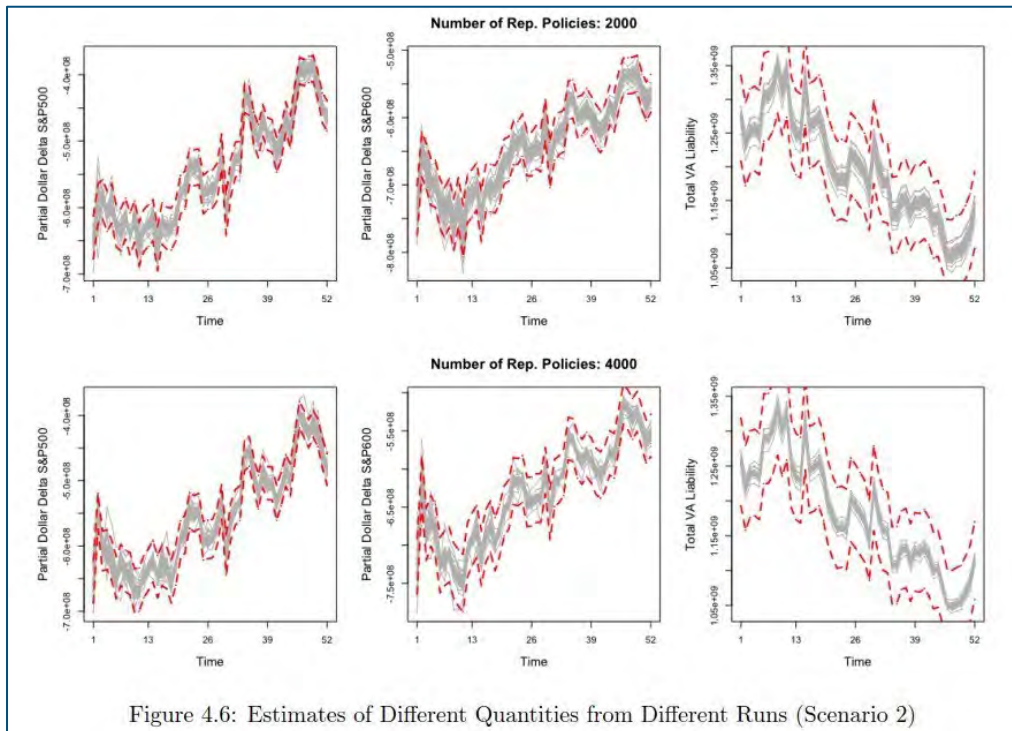 Number of Rep. Policies: 2000
Partial Dollar Delta S&P500
-4.0e+08
-5.0e+08
-6.0e+08
-7.0e+08
1 13 26 39 52
Time
Partial Dollar Delta S&P600
-5.0e+08
-6.0e+08
-7.0e+08
-8.0e+08
1 13 26 39 52
Time
Total VA Liability
1.35e+09
1.25e+09
1.15e+09
1.05e+09
1 13 26 39 52
Time
Number of Rep. Policies: 4000
Partial Dollar Delta S&P500
-4.0e+08
-5.0e+08
-6.0e+08
-7.0e+08
1 13 26 39 52
Time
Partial Dollar Delta S&P600
-5.5e+08
-6.5e+08
-7.5e+08
1 13 26 39 52
Time
Total VA Liability
1.35e+09
1.25e+09
1.15e+09
1.05e+09
1 13 26 39 52
Time
Figure 4.6: Estimates of Different Quantities from Different Runs (Scenario 2)